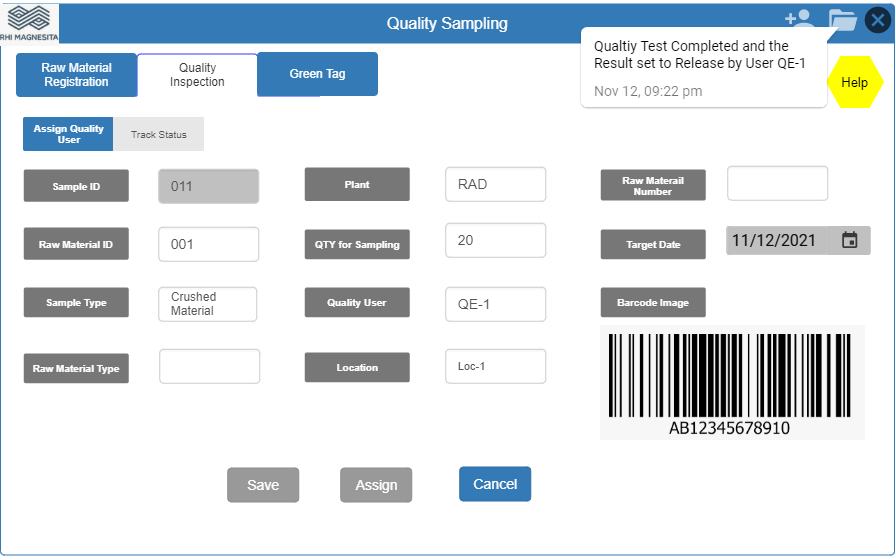 RHI MAGNESITA
Quality Sampling
Qualtiy Test Completed and the
Result set to Release by User QE-1
Nov 12, 09:22 pm
Raw Material
Registration
Quality
Inspection
Green Tag
Help
Assign Quality
User
Track Status
Sample ID
011
Plant
RAD
Raw Materail
Number
Raw Material ID
001
QTY for Sampling
20
Target Date
11/12/2021
Sample Type
Crushed
Material
Quality User
QE-1
Barcode Image
Raw Material Type
Location
Loc-1
AB12345678910
Save
Assign
Cancel